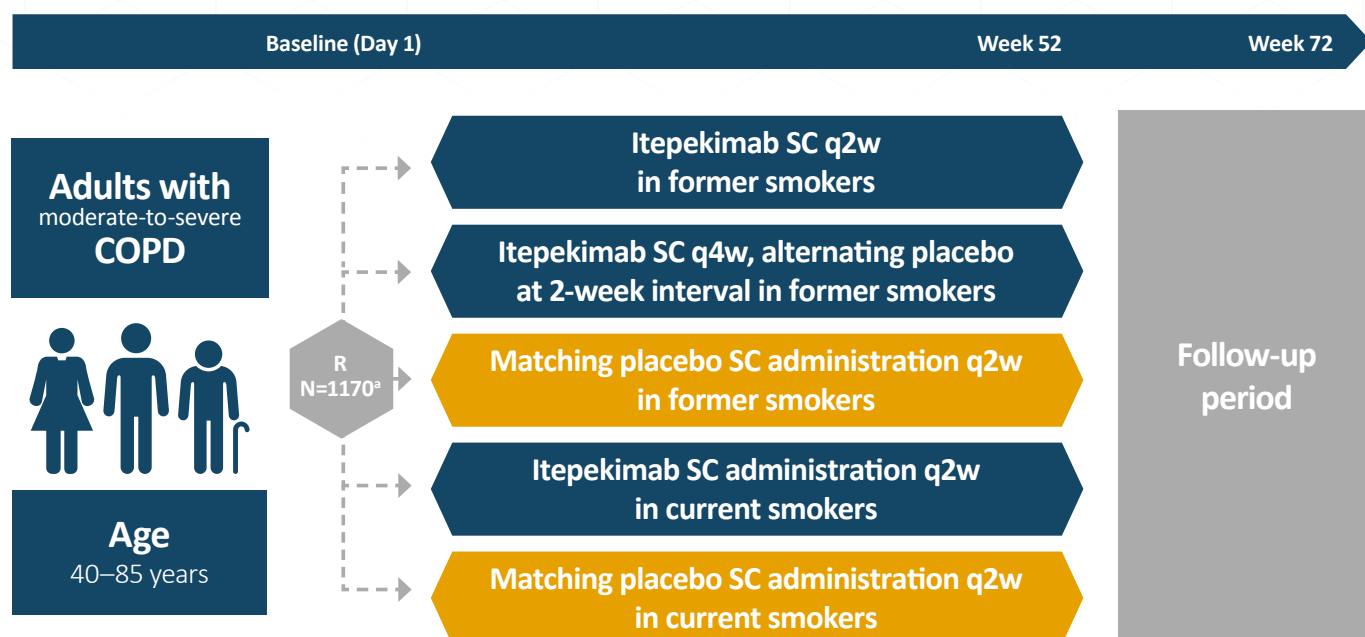 Baseline (Day 1)
Week 52
Week 72
Adults with
moderate-to-severe
COPD
Age
40–85 years
R
N=1170ᵃ
Itepekimab SC q2w
in former smokers
Itepekimab SC q4w, alternating placebo
at 2-week interval in former smokers
Matching placebo SC administration q2w
in former smokers
Itepekimab SC administration q2w
in current smokers
Matching placebo SC administration q2w
in current smokers
Follow-up
period